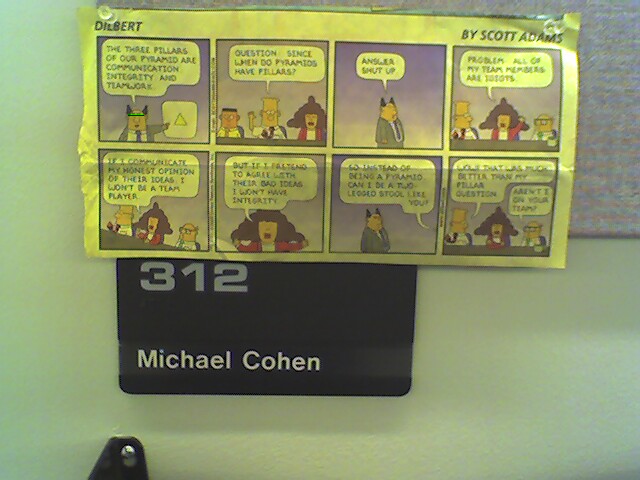 DILBERT
BY SCOTT ADAMS
THE THREE PILLARS
OF OUR PYRAMID ARE
COMMUNICATION
INTEGRITY AND
TEAMWORK.
QUESTION: SINCE
WHEN DO PYRAMIDS
HAVE PILLARS?
ANSWER:
SHUT UP.
PROBLEM: ALL OF
MY TEAM MEMBERS
ARE IDIOTS.
IF I COMMUNICATE
MY HONEST OPINION
OF THEIR IDEAS, I
WON'T BE A TEAM
PLAYER.
BUT IF I PRETEND
TO AGREE WITH
THEIR BAD IDEAS
I WON'T HAVE
INTEGRITY.
SO INSTEAD OF
BEING A PYRAMID
CAN I BE A TWO-
LEGGED STOOL LIKE
YOU?
THAT WAS MUCH
BETTER THAN MY
PILLAR
QUESTION.
AREN'T I
ON YOUR
TEAM?
312
Michael Cohen